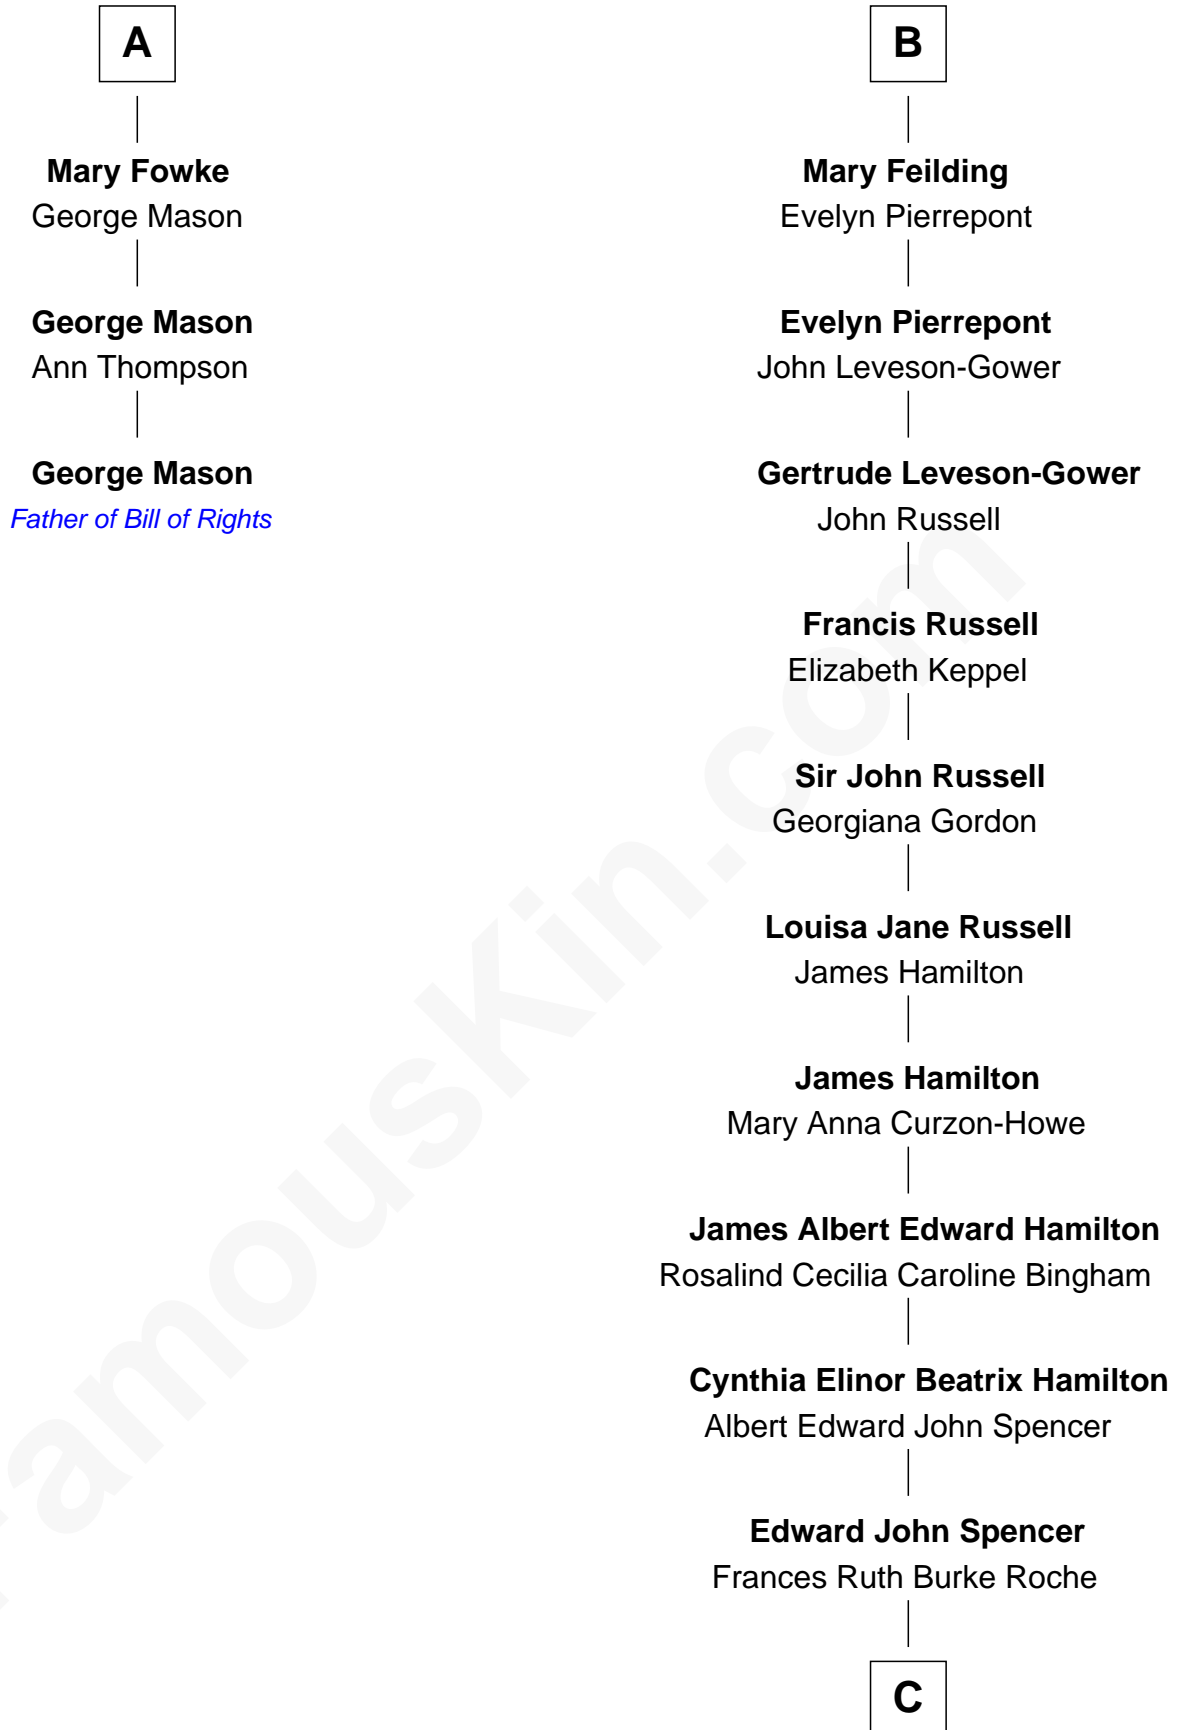 A
Mary Fowke
George Mason
George Mason
Ann Thompson
George Mason
Father of Bill of Rights
B
Mary Feilding
Evelyn Pierrepont
Evelyn Pierrepont
John Leveson-Gower
Gertrude Leveson-Gower
John Russell
Francis Russell
Elizabeth Keppel
Sir John Russell
Georgiana Gordon
Louisa Jane Russell
James Hamilton
James Hamilton
Mary Anna Curzon-Howe
James Albert Edward Hamilton
Rosalind Cecilia Caroline Bingham
Cynthia Elinor Beatrix Hamilton
Albert Edward John Spencer
Edward John Spencer
Frances Ruth Burke Roche
C
FamousKin.com